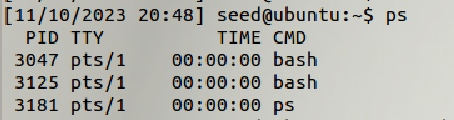 [11/10/2023 20:48] seed@ubuntu:~$ ps
  PID TTY          TIME CMD
 3047 pts/1    00:00:00 bash
 3125 pts/1    00:00:00 bash
 3181 pts/1    00:00:00 ps